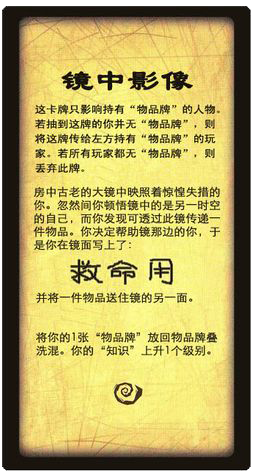 镜中影像
这卡牌只影响持有“物品牌”的人物。
若抽到这牌的你并无“物品牌”，则
将这牌传给左方持有“物品牌”的玩
家。若所有玩家都无“物品牌”，则
丢弃此牌。
房中古老的大镜中映照着惊惶失措的
你。忽然间你顿悟镜中的是另一时空
的自己，而你发现可透过此镜传递一
件物品。你决定帮助镜那边的你，于
是你在镜面写上了：
救命用
并将一件物品送住镜的另一面。
将你的1张“物品牌”放回物品牌叠
洗混。你的“知识”上升1个级别。